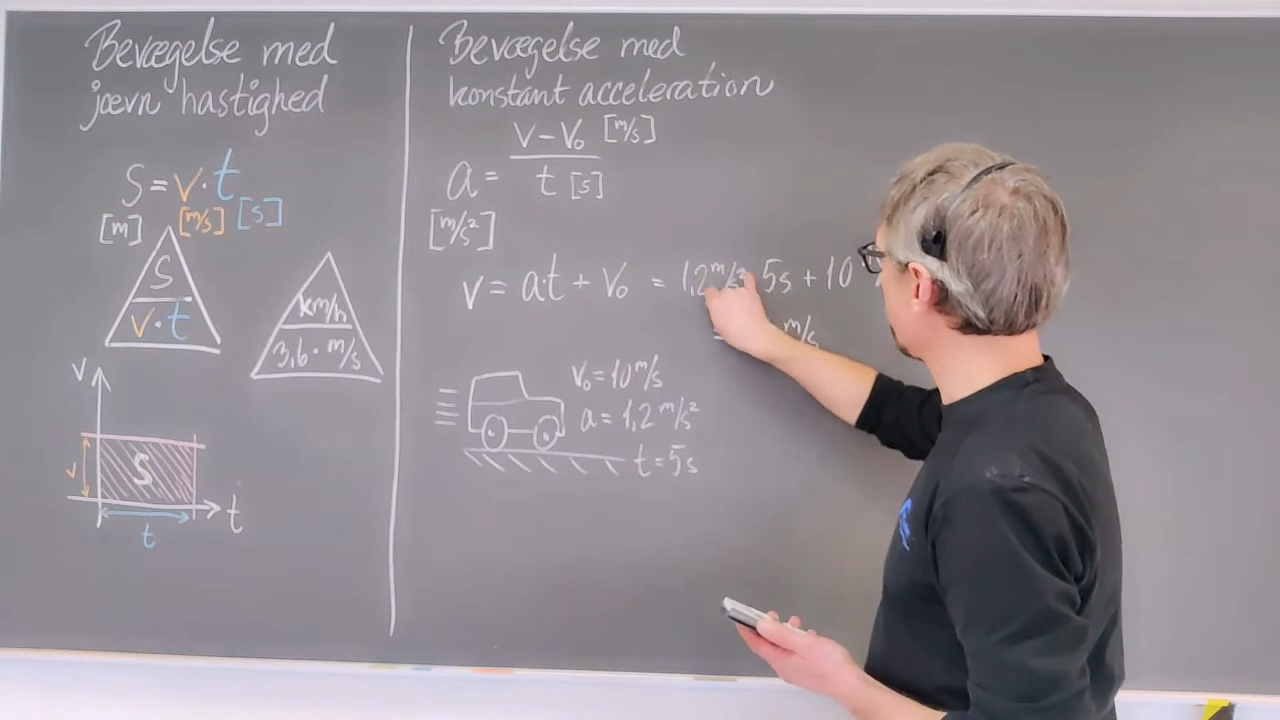 Bevægelse med
jævn hastighed
S = v · t
[m] [m/s] [s]
S
v · t
km/h
3,6 · m/s
v
v
S
t
t
Bevægelse med
konstant acceleration
v − v₀ [m/s]
a =
t [s]
[m/s²]
v = a·t + v₀ = 1,2 m/s² · 5s + 10
= m/s
v₀ = 10 m/s
a = 1,2 m/s²
t = 5s